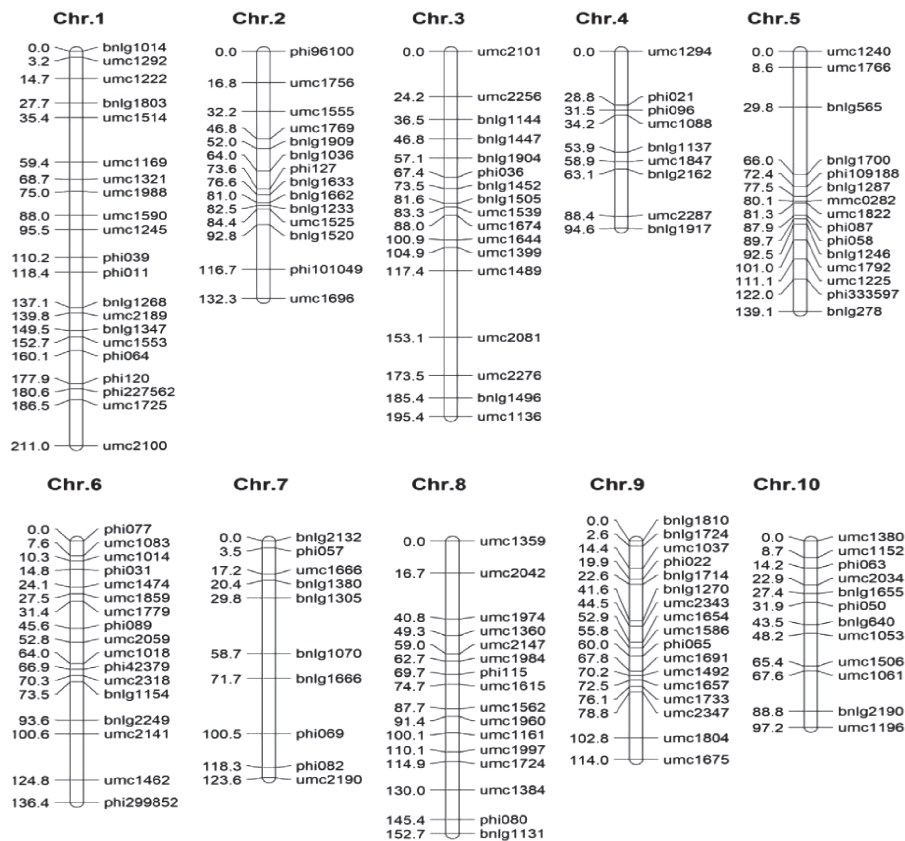 Chr.1
0.0 bnlg1014
3.2 umc1292
14.7 umc1222
27.7 bnlg1803
35.4 umc1514
59.4 umc1169
68.7 umc1321
75.0 umc1988
88.0 umc1590
95.5 umc1245
110.2 phi039
118.4 phi011
137.1 bnlg1268
139.8 umc2189
149.5 bnlg1347
152.7 umc1553
160.1 phi064
177.9 phi120
180.6 phi227562
186.5 umc1725
211.0 umc2100
Chr.2
0.0 phi96100
16.8 umc1756
32.2 umc1555
46.8 umc1769
52.0 bnlg1909
64.0 bnlg1036
73.6 phi127
76.6 bnlg1633
81.0 bnlg1662
82.5 bnlg1233
84.4 umc1525
92.8 bnlg1520
116.7 phi101049
132.3 umc1696
Chr.3
0.0 umc2101
24.2 umc2256
36.5 bnlg1144
46.8 bnlg1447
57.1 bnlg1904
67.4 phi036
73.5 bnlg1452
81.6 bnlg1505
83.3 umc1539
88.0 umc1674
100.9 umc1644
104.9 umc1399
117.4 umc1489
153.1 umc2081
173.5 umc2276
185.4 bnlg1496
195.4 umc1136
Chr.4
0.0 umc1294
28.8 phi021
31.5 phi096
34.2 umc1088
53.9 bnlg1137
58.9 umc1847
63.1 bnlg2162
88.4 umc2287
94.6 bnlg1917
Chr.5
0.0 umc1240
8.6 umc1766
29.8 bnlg565
66.0 bnlg1700
72.4 phi109188
77.5 bnlg1287
80.1 mmc0282
81.3 umc1822
87.9 phi087
89.7 phi058
92.5 bnlg1246
101.0 umc1792
111.1 umc1225
122.0 phi333597
139.1 bnlg278
Chr.6
0.0 phi077
7.6 umc1083
10.3 umc1014
14.8 phi031
24.1 umc1474
27.5 umc1859
31.4 umc1779
45.6 phi089
52.8 umc2059
64.0 umc1018
66.9 phi42379
70.3 umc2318
73.5 bnlg1154
93.6 bnlg2249
100.6 umc2141
124.8 umc1462
136.4 phi299852
Chr.7
0.0 bnlg2132
3.5 phi057
17.2 umc1666
20.4 bnlg1380
29.8 bnlg1305
58.7 bnlg1070
71.7 bnlg1666
100.5 phi069
118.3 phi082
123.6 umc2190
Chr.8
0.0 umc1359
16.7 umc2042
40.8 umc1974
49.3 umc1360
59.0 umc2147
62.7 umc1984
69.7 phi115
74.7 umc1615
87.7 umc1562
91.4 umc1960
100.1 umc1161
110.1 umc1997
114.9 umc1724
130.0 umc1384
145.4 phi080
152.7 bnlg1131
Chr.9
0.0 bnlg1810
2.6 bnlg1724
14.4 umc1037
19.9 phi022
22.6 bnlg1714
41.6 bnlg1270
44.5 umc2343
52.9 umc1654
55.8 umc1586
60.0 phi065
67.8 umc1691
70.2 umc1492
72.5 umc1657
76.1 umc1733
78.8 umc2347
102.8 umc1804
114.0 umc1675
Chr.10
0.0 umc1380
8.7 umc1152
14.2 phi063
22.9 umc2034
27.4 bnlg1655
31.9 phi050
43.5 bnlg640
48.2 umc1053
65.4 umc1506
67.6 umc1061
88.8 bnlg2190
97.2 umc1196